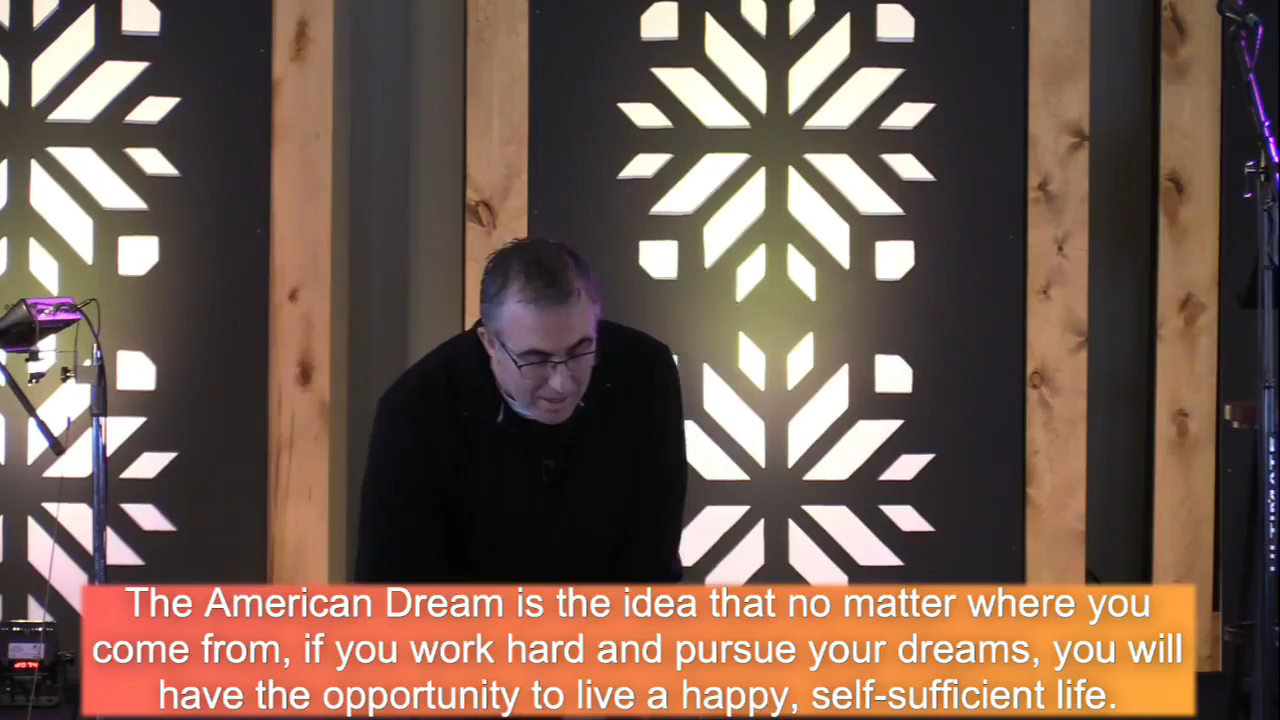 The American Dream is the idea that no matter where you
come from, if you work hard and pursue your dreams, you will
have the opportunity to live a happy, self-sufficient life.